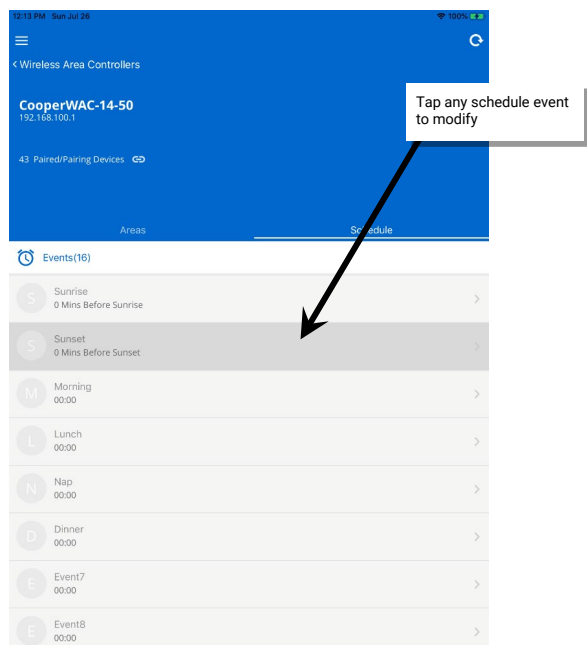 12:13 PM Sun Jul 26
100%
< Wireless Area Controllers
CooperWAC-14-50
192.168.100.1
43 Paired/Pairing Devices
Tap any schedule event
to modify
Areas
Schedule
Events(16)
S
Sunrise
0 Mins Before Sunrise
S
Sunset
0 Mins Before Sunset
M
Morning
00:00
L
Lunch
00:00
N
Nap
00:00
D
Dinner
00:00
E
Event7
00:00
E
Event8
00:00